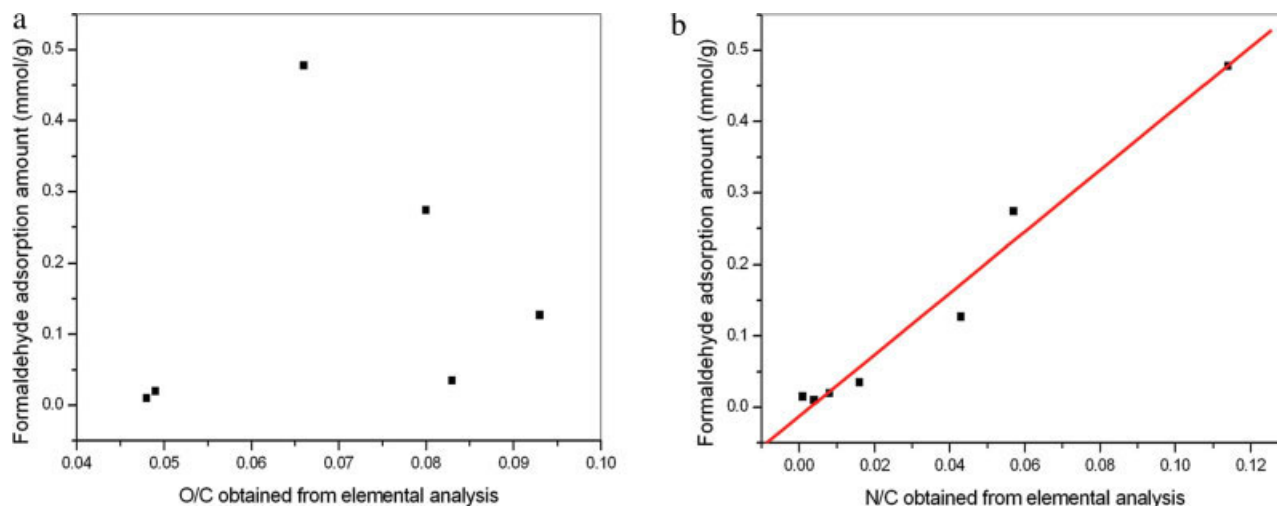 a
Formaldehyde adsorption amount (mmol/g)
0.5
0.4
0.3
0.2
0.1
0.0
0.04 0.05 0.06 0.07 0.08 0.09 0.10
O/C obtained from elemental analysis
b
Formaldehyde adsorption amount (mmol/g)
0.5
0.4
0.3
0.2
0.1
0.0
0.00 0.02 0.04 0.06 0.08 0.10 0.12
N/C obtained from elemental analysis